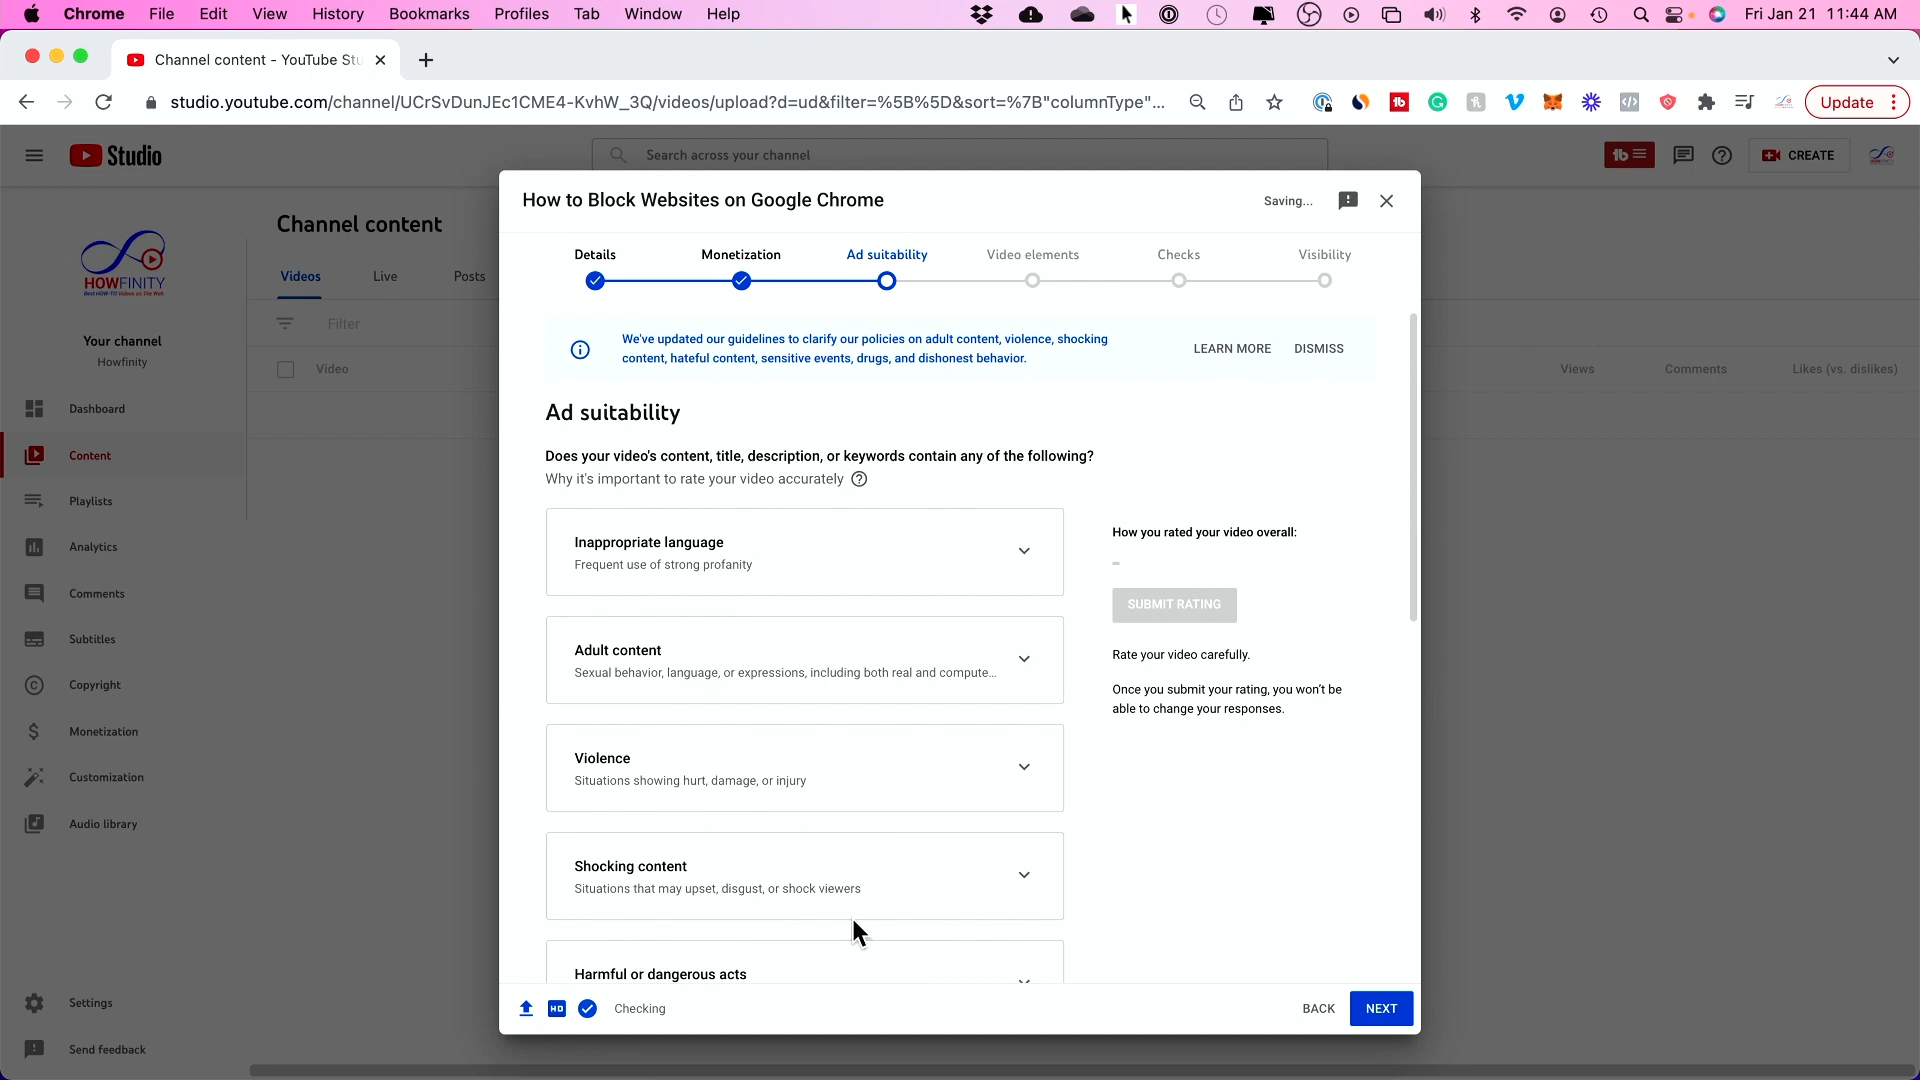 Chrome File Edit View History Bookmarks Profiles Tab Window Help Fri Jan 21 11:44 AM
Channel content - YouTube Stu
studio.youtube.com/channel/UCrSvDunJEc1CME4-KvhW_3Q/videos/upload?d=ud&filter=%5B%5D&sort=%7B"columnType"... Update
Studio
Search across your channel
CREATE
How to Block Websites on Google Chrome
Saving...
Details Monetization Ad suitability Video elements Checks Visibility
We've updated our guidelines to clarify our policies on adult content, violence, shocking
content, hateful content, sensitive events, drugs, and dishonest behavior.
LEARN MORE DISMISS
Ad suitability
Does your video's content, title, description, or keywords contain any of the following?
Why it's important to rate your video accurately
Inappropriate language
Frequent use of strong profanity
Adult content
Sexual behavior, language, or expressions, including both real and compute...
Violence
Situations showing hurt, damage, or injury
Shocking content
Situations that may upset, disgust, or shock viewers
Harmful or dangerous acts
How you rated your video overall:
–
SUBMIT RATING
Rate your video carefully.
Once you submit your rating, you won't be
able to change your responses.
HD Checking
BACK NEXT
Channel content
Videos Live Posts
Filter
Video Views Comments Likes (vs. dislikes)
HOWFINITY
Best HOW-TO Videos on The Web
Your channel
Howfinity
Dashboard
Content
Playlists
Analytics
Comments
Subtitles
Copyright
Monetization
Customization
Audio library
Settings
Send feedback